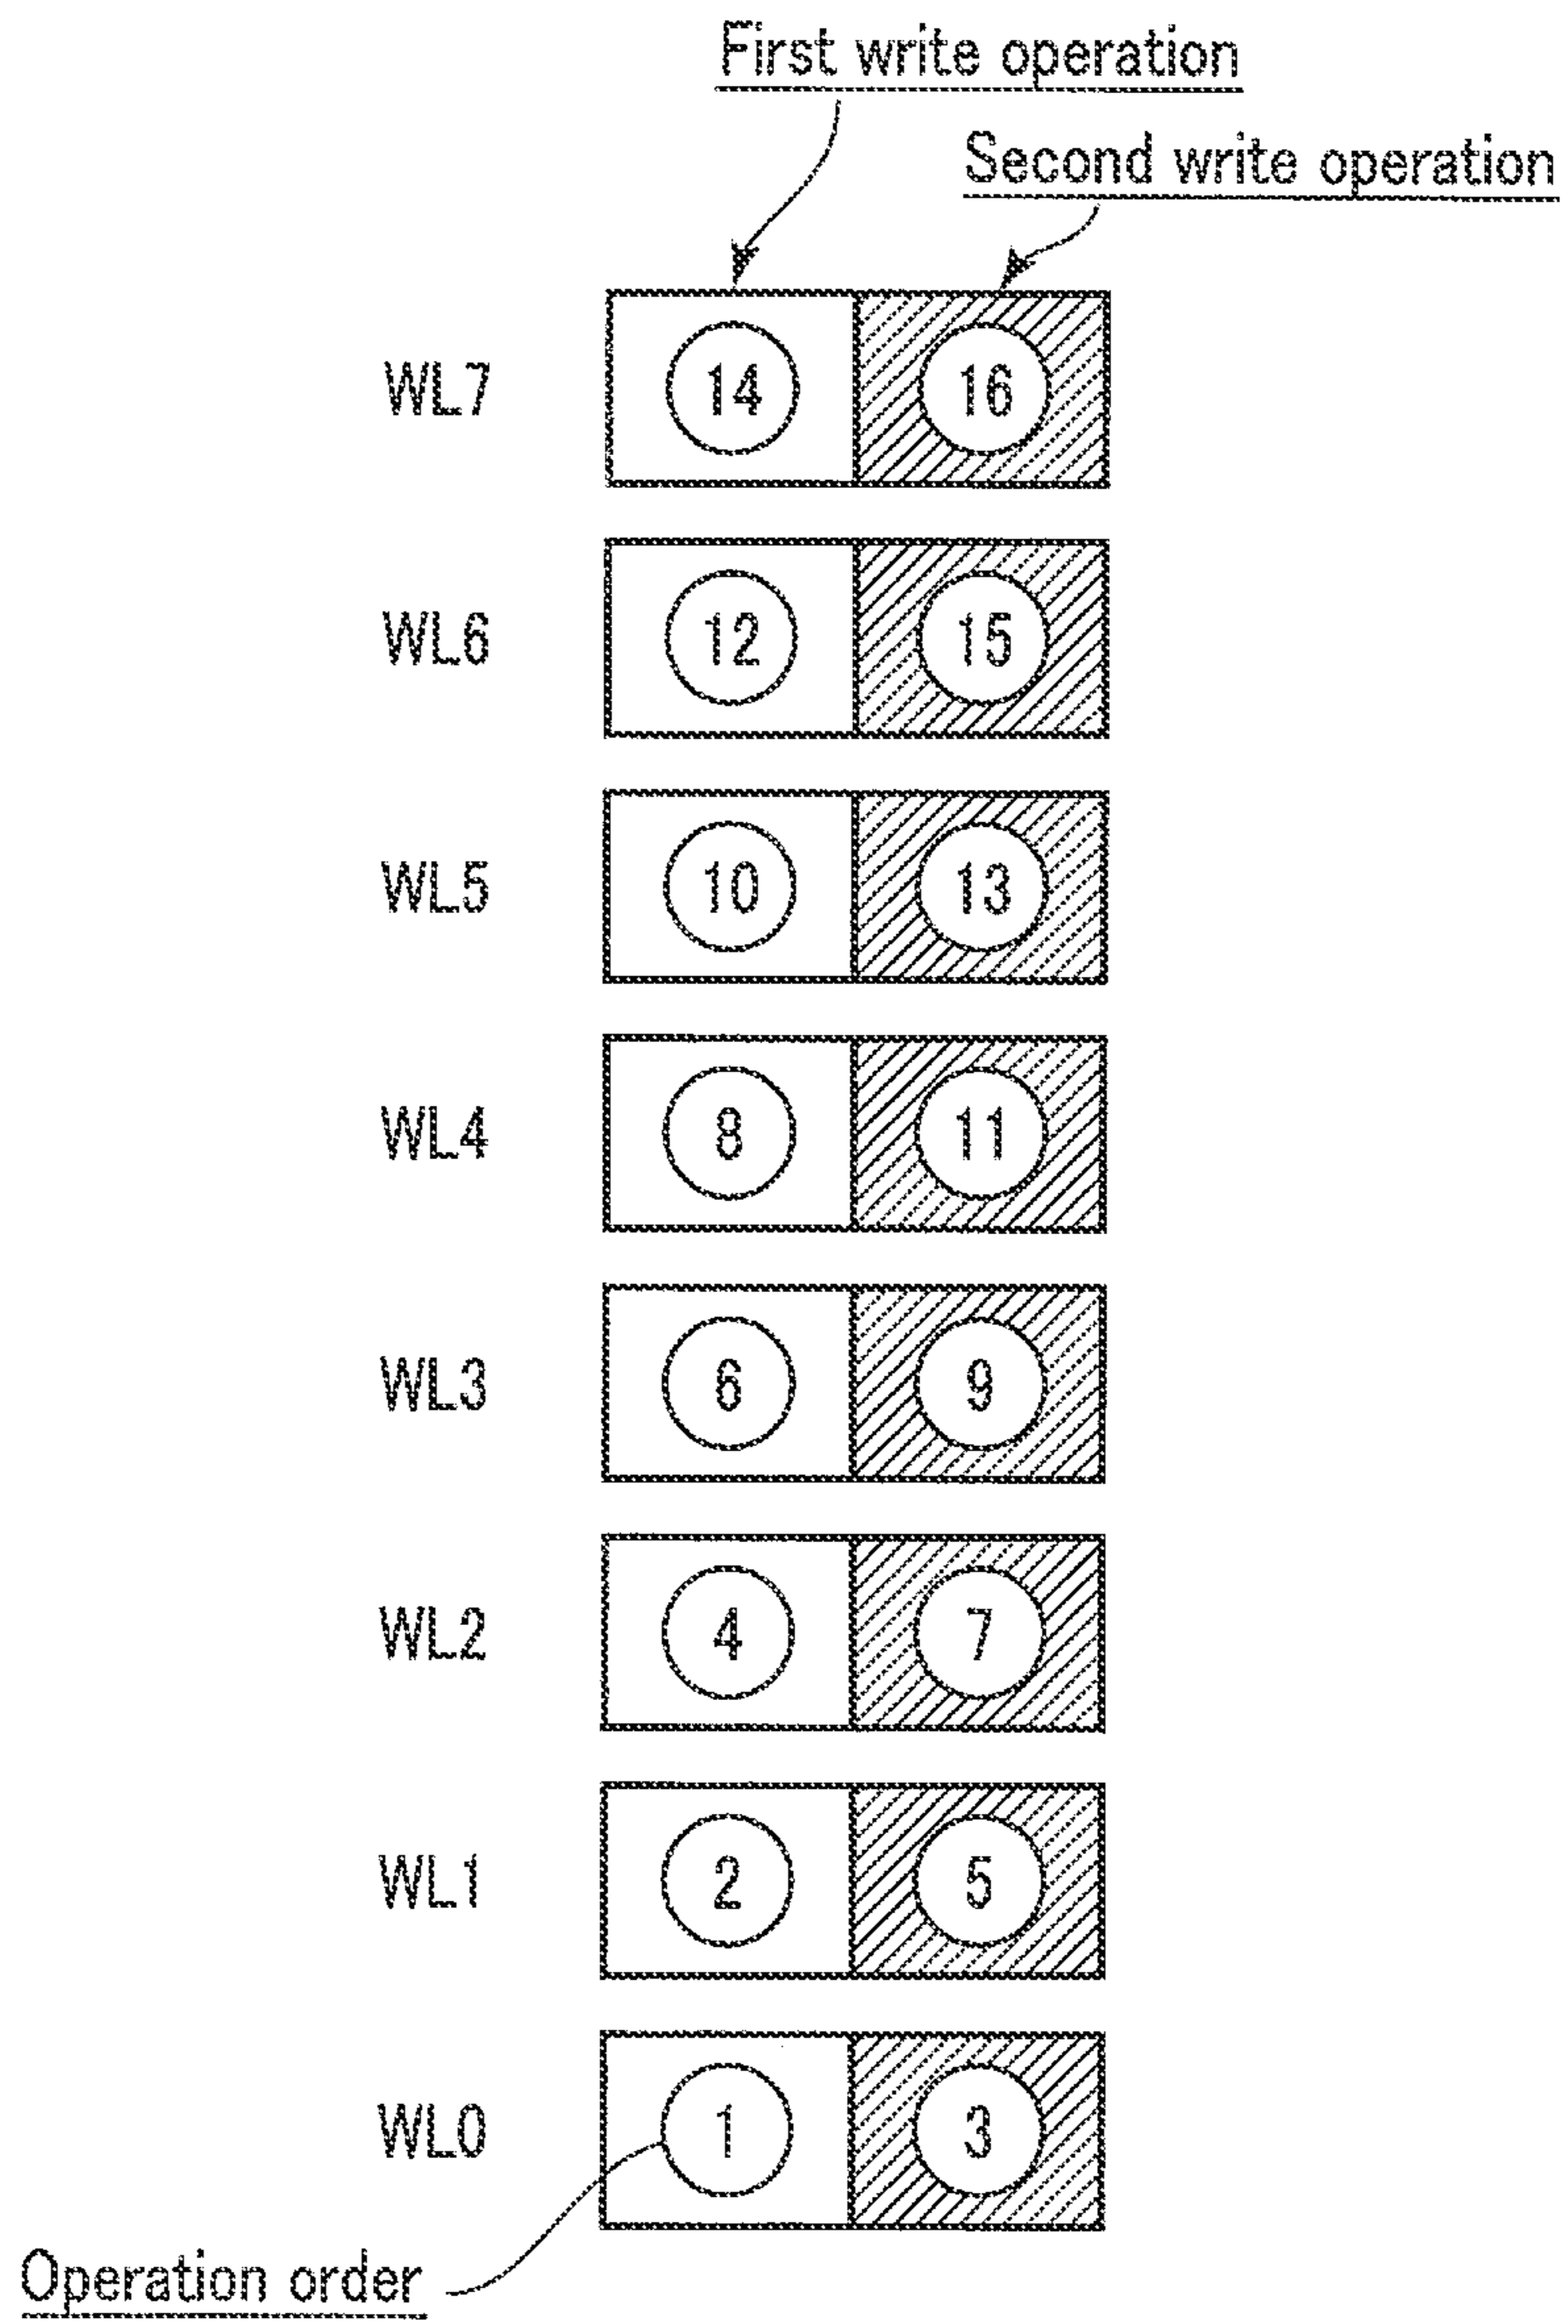 First write operation
Second write operation
WL7 14 16
WL6 12 15
WL5 10 13
WL4 8 11
WL3 6 9
WL2 4 7
WL1 2 5
WL0 1 3
Operation order